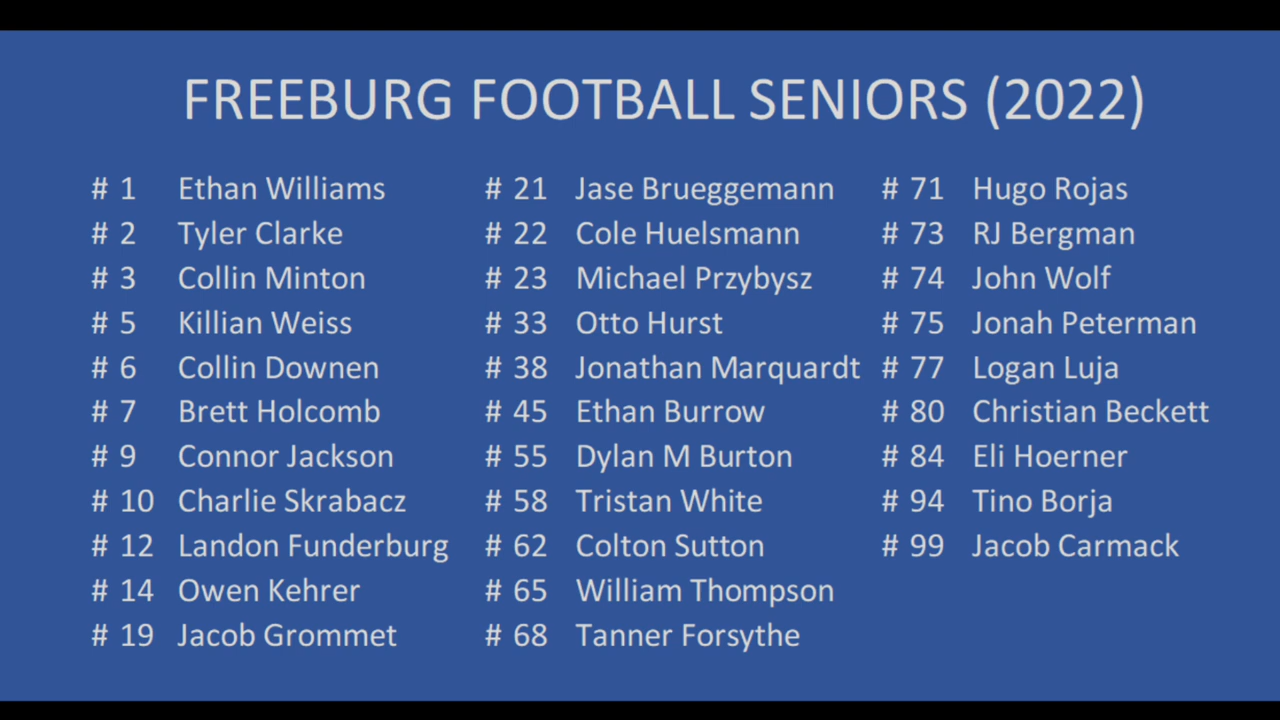 FREEBURG FOOTBALL SENIORS (2022)
# 1 Ethan Williams
# 2 Tyler Clarke
# 3 Collin Minton
# 5 Killian Weiss
# 6 Collin Downen
# 7 Brett Holcomb
# 9 Connor Jackson
# 10 Charlie Skrabacz
# 12 Landon Funderburg
# 14 Owen Kehrer
# 19 Jacob Grommet
# 21 Jase Brueggemann
# 22 Cole Huelsmann
# 23 Michael Przybysz
# 33 Otto Hurst
# 38 Jonathan Marquardt
# 45 Ethan Burrow
# 55 Dylan M Burton
# 58 Tristan White
# 62 Colton Sutton
# 65 William Thompson
# 68 Tanner Forsythe
# 71 Hugo Rojas
# 73 RJ Bergman
# 74 John Wolf
# 75 Jonah Peterman
# 77 Logan Luja
# 80 Christian Beckett
# 84 Eli Hoerner
# 94 Tino Borja
# 99 Jacob Carmack